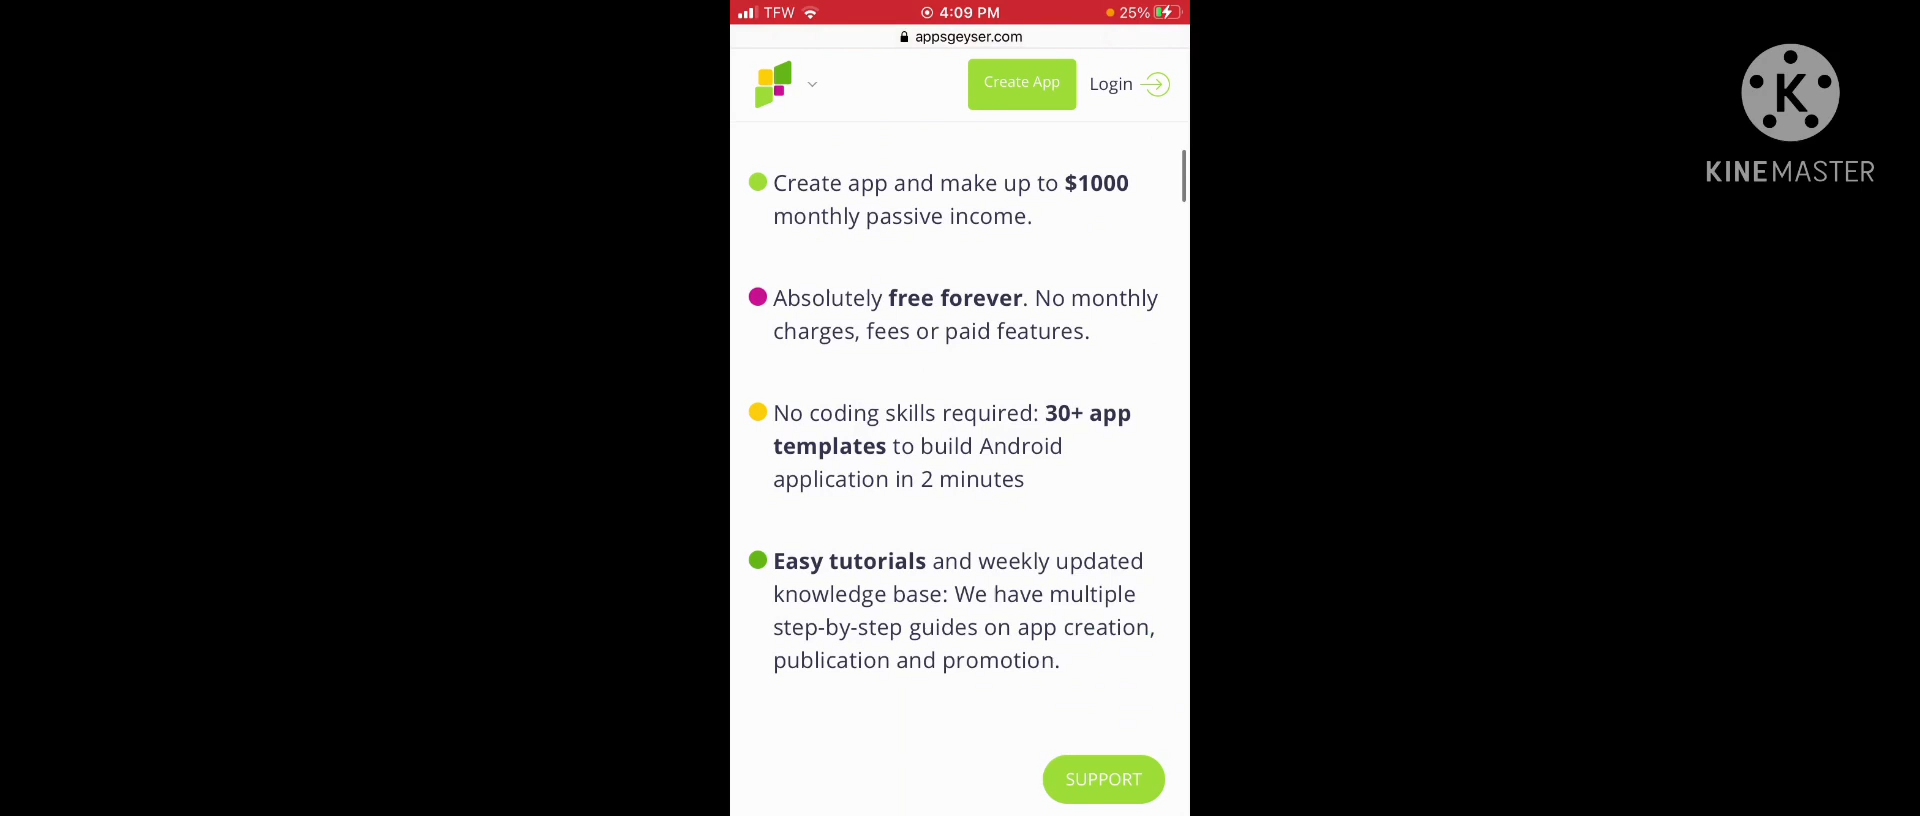 TFW 4:09 PM 25%
appsgeyser.com
Create App Login
K
KINEMASTER
Create app and make up to $1000
monthly passive income.
Absolutely free forever. No monthly
charges, fees or paid features.
No coding skills required: 30+ app
templates to build Android
application in 2 minutes
Easy tutorials and weekly updated
knowledge base: We have multiple
step-by-step guides on app creation,
publication and promotion.
SUPPORT